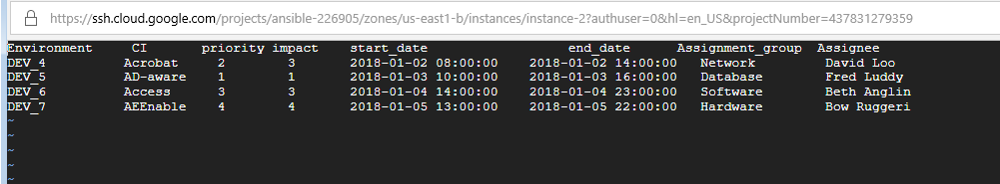 https://ssh.cloud.google.com/projects/ansible-226905/zones/us-east1-b/instances/instance-2?authuser=0&hl=en_US&projectNumber=437831279359
Environment CI priority impact start_date end_date Assignment_group Assignee
DEV_4 Acrobat 2 3 2018-01-02 08:00:00 2018-01-02 14:00:00 Network David Loo
DEV_5 AD-aware 1 1 2018-01-03 10:00:00 2018-01-03 16:00:00 Database Fred Luddy
DEV_6 Access 3 3 2018-01-04 14:00:00 2018-01-04 23:00:00 Software Beth Anglin
DEV_7 AEEnable 4 4 2018-01-05 13:00:00 2018-01-05 22:00:00 Hardware Bow Ruggeri
~
~
~
~
~